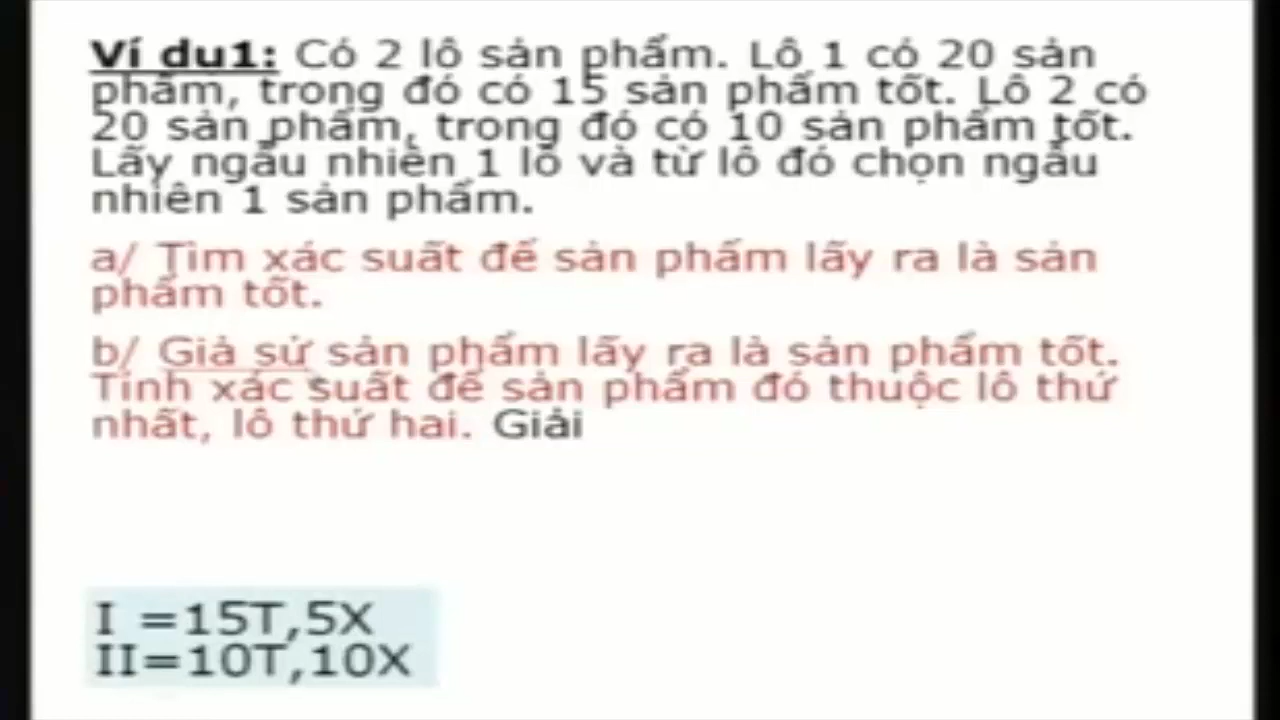 Ví dụ1: Có 2 lô sản phẩm. Lô 1 có 20 sản
phẩm, trong đó có 15 sản phẩm tốt. Lô 2 có
20 sản phẩm, trong đó có 10 sản phẩm tốt.
Lấy ngẫu nhiên 1 lô và từ lô đó chọn ngẫu
nhiên 1 sản phẩm.
a/ Tìm xác suất để sản phẩm lấy ra là sản
phẩm tốt.
b/ Giả sử sản phẩm lấy ra là sản phẩm tốt.
Tính xác suất để sản phẩm đó thuộc lô thứ
nhất, lô thứ hai. Giải
I =15T,5X
II=10T,10X